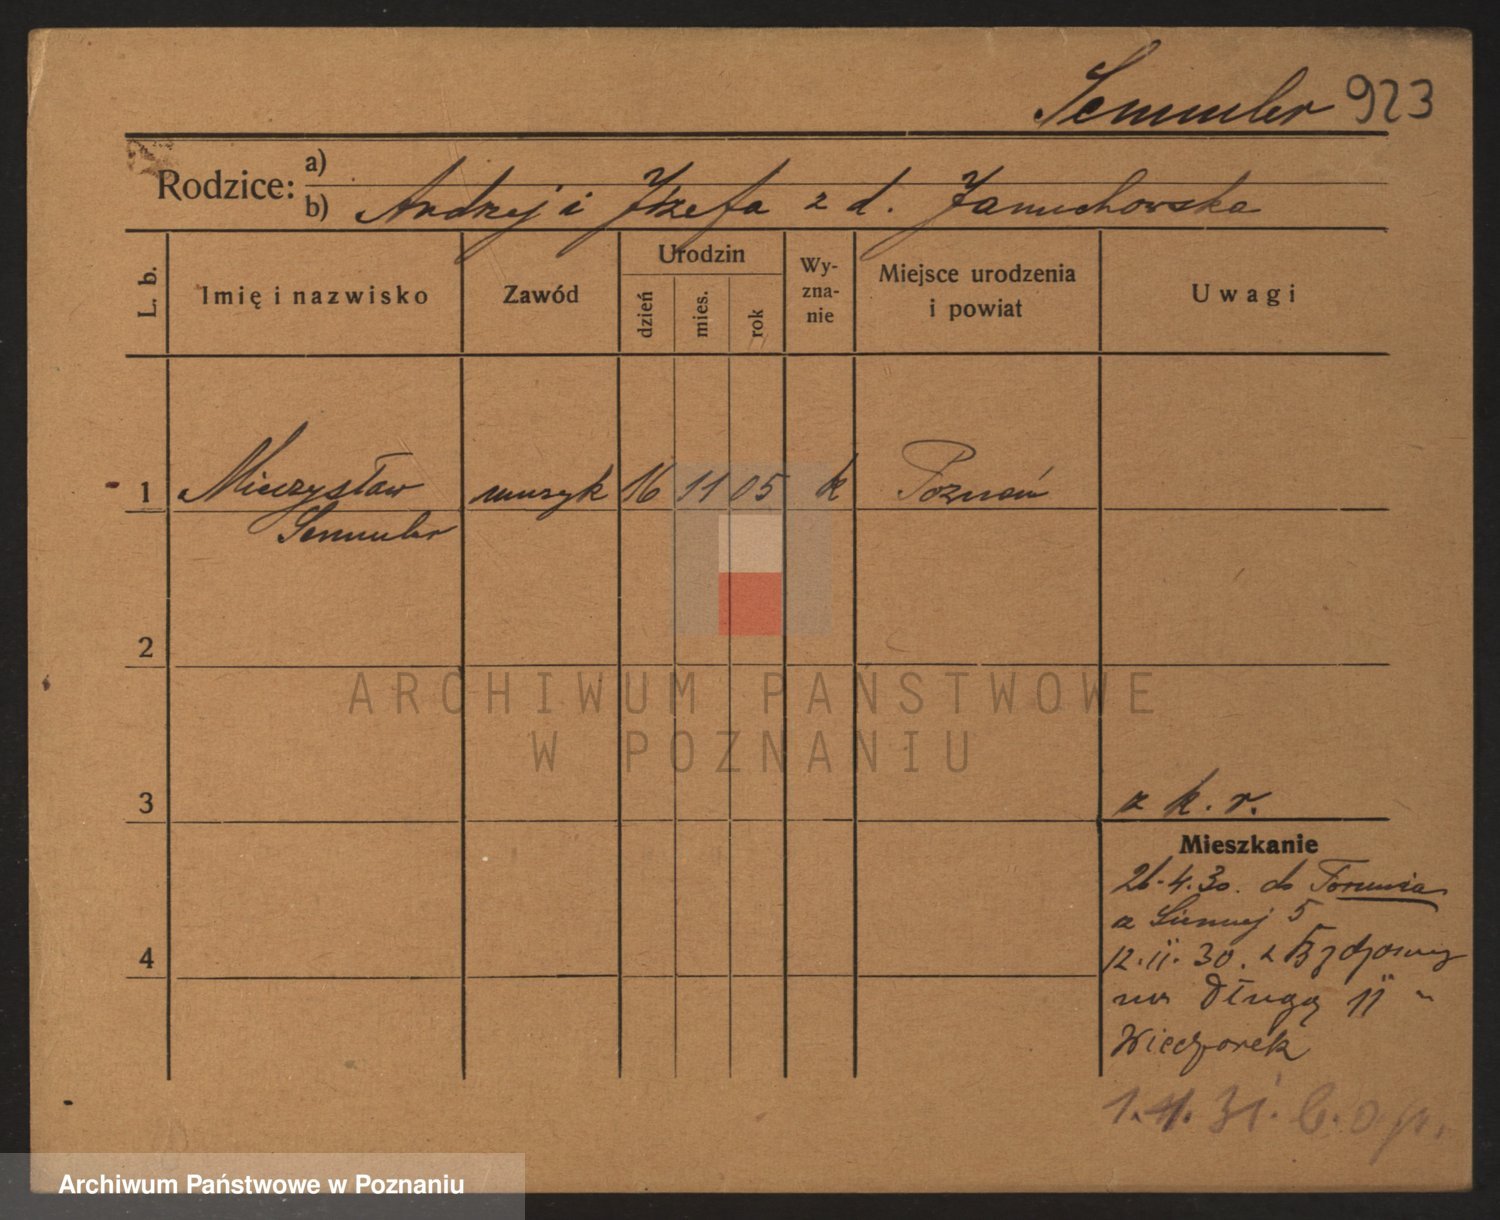 Semmler 923
Rodzice: a)
b) Andrzej i Józefa z d. Januchowska
L. b.
Imię i nazwisko
Zawód
Urodzin
dzień
mies.
rok
Wy-
zna-
nie
Miejsce urodzenia
i powiat
Uwagi
1 Mieczysław muzyk 16 11 05 k Poznań
Semmler
2
ARCHIWUM PAŃSTWOWE
W POZNANIU
3
z k. r.
Mieszkanie
26.4.30. do Torunia
z Siennej 5
4
12.11.30. z Bydgoszczy
na Długą 11
Wieczorek
1.4.31.
Archiwum Państwowe w Poznaniu